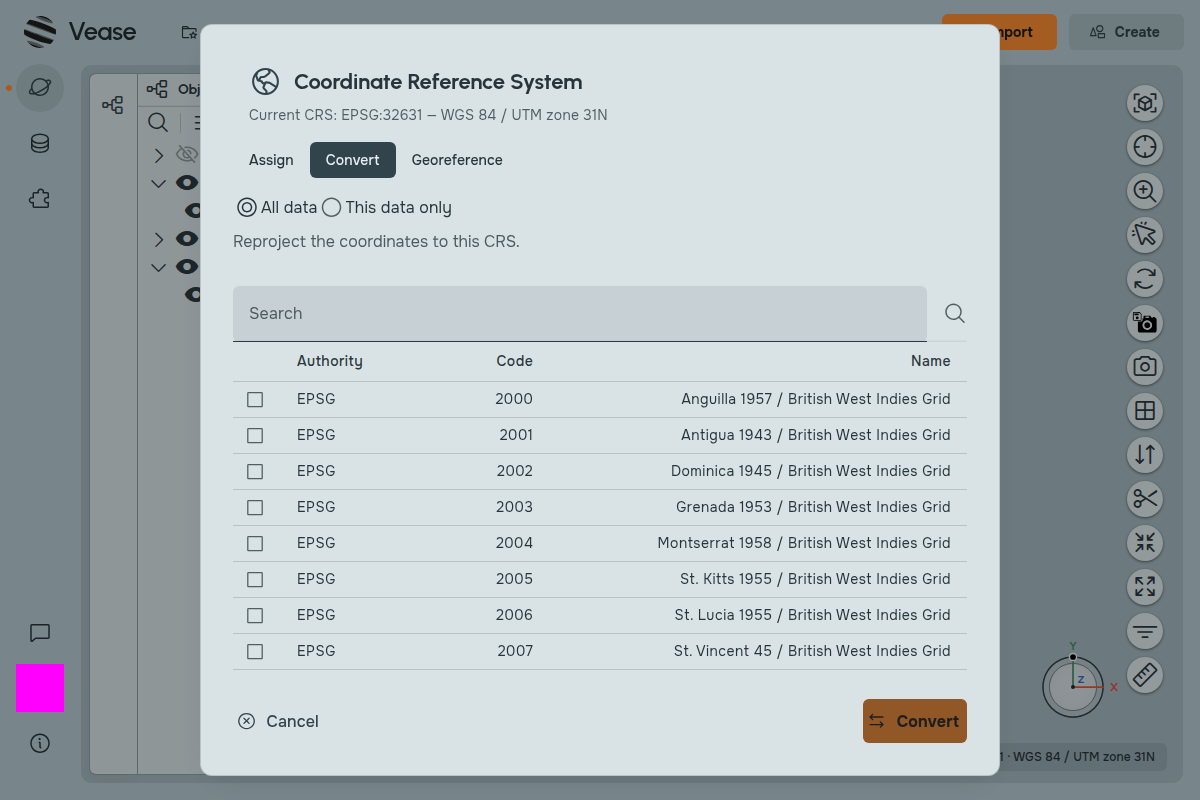 Vease
Import
Create
Obj
Coordinate Reference System
Current CRS: EPSG:32631 – WGS 84 / UTM zone 31N
Assign
Convert
Georeference
All data
This data only
Reproject the coordinates to this CRS.
Search
Authority Code Name
EPSG 2000 Anguilla 1957 / British West Indies Grid
EPSG 2001 Antigua 1943 / British West Indies Grid
EPSG 2002 Dominica 1945 / British West Indies Grid
EPSG 2003 Grenada 1953 / British West Indies Grid
EPSG 2004 Montserrat 1958 / British West Indies Grid
EPSG 2005 St. Kitts 1955 / British West Indies Grid
EPSG 2006 St. Lucia 1955 / British West Indies Grid
EPSG 2007 St. Vincent 45 / British West Indies Grid
Y
Z
X
Cancel
Convert
1 · WGS 84 / UTM zone 31N